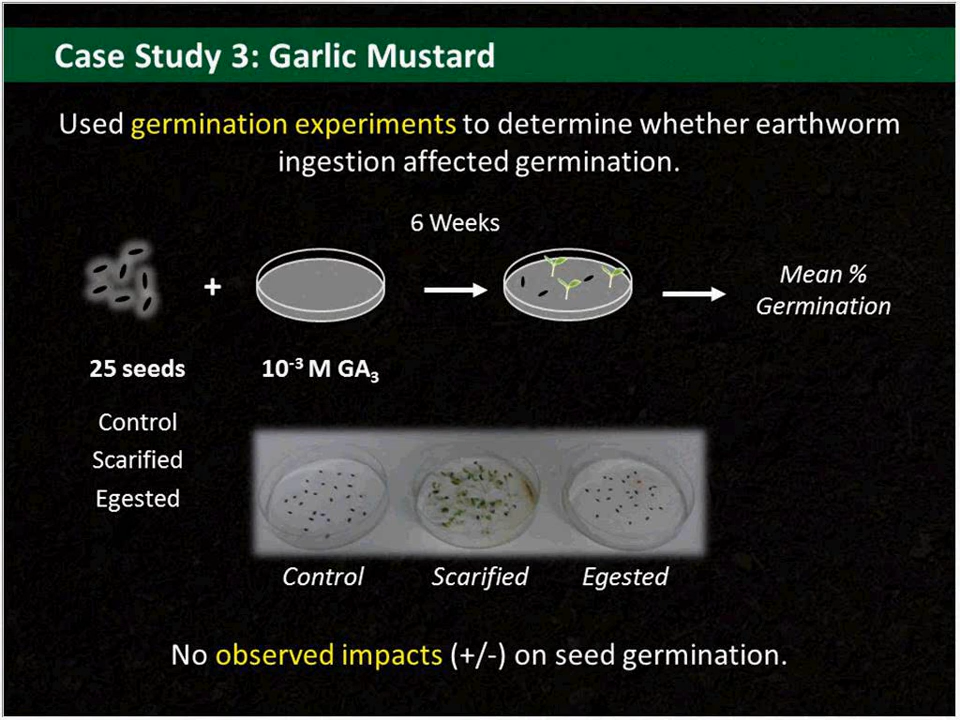 Case Study 3: Garlic Mustard
Used germination experiments to determine whether earthworm
ingestion affected germination.
6 Weeks
+
Mean %
Germination
25 seeds
10⁻³ M GA₃
Control
Scarified
Egested
Control Scarified Egested
No observed impacts (+/-) on seed germination.